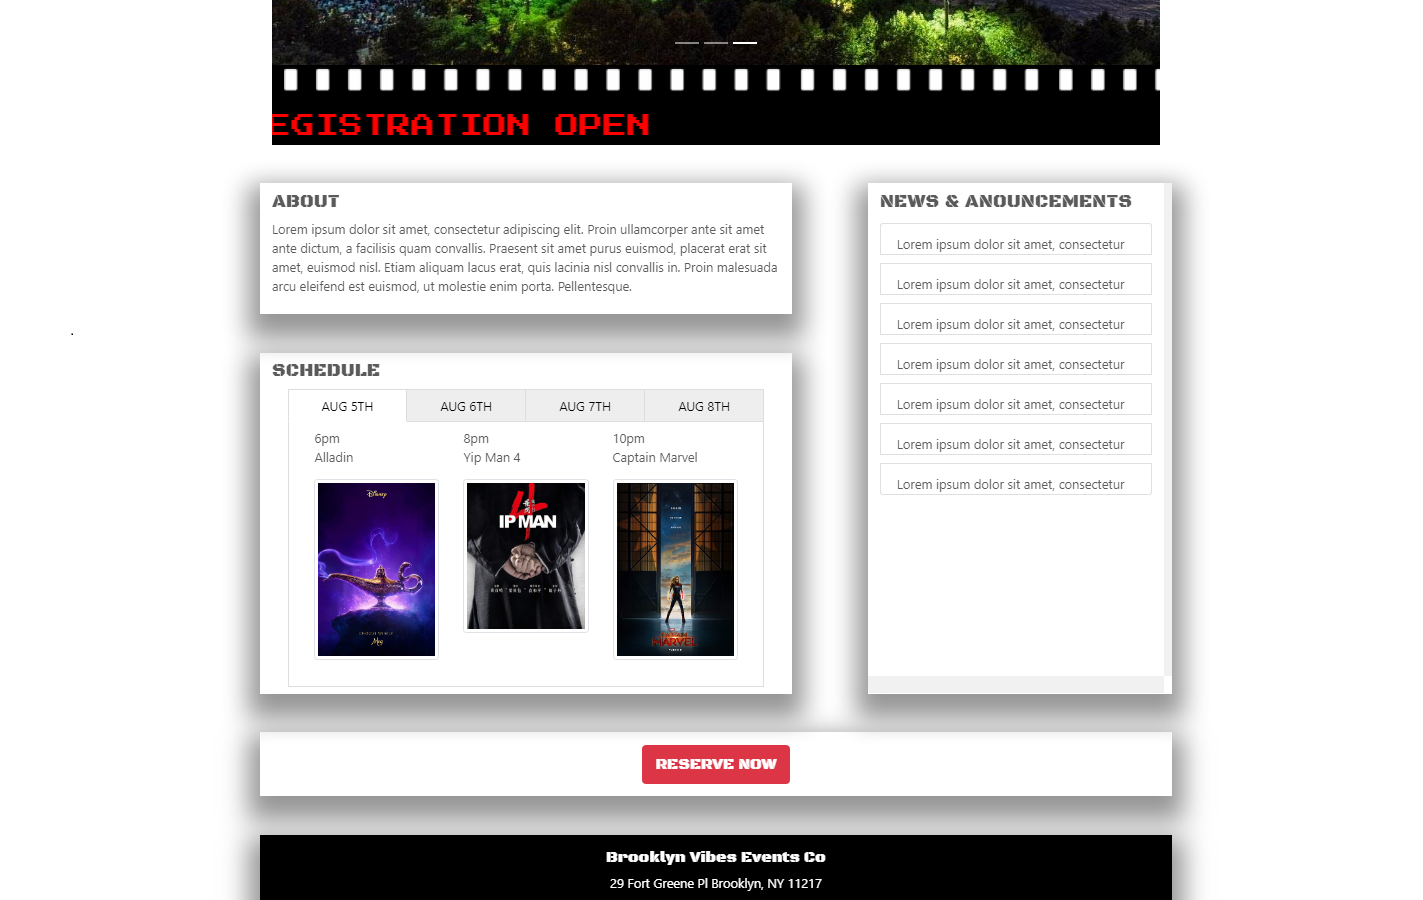 EGISTRATION OPEN
ABOUT
Lorem ipsum dolor sit amet, consectetur adipiscing elit. Proin ullamcorper ante sit amet
ante dictum, a facilisis quam convallis. Praesent sit amet purus euismod, placerat erat sit
amet, euismod nisl. Etiam aliquam lacus erat, quis lacinia nisl convallis in. Proin malesuada
arcu eleifend est euismod, ut molestie enim porta. Pellentesque.
.
SCHEDULE
AUG 5TH
AUG 6TH
AUG 7TH
AUG 8TH
6pm
Alladin
Disney
8pm
Yip Man 4
4
IP MAN
10pm
Captain Marvel
CAPTAIN
MARVEL
NEWS & ANOUNCEMENTS
Lorem ipsum dolor sit amet, consectetur
Lorem ipsum dolor sit amet, consectetur
Lorem ipsum dolor sit amet, consectetur
Lorem ipsum dolor sit amet, consectetur
Lorem ipsum dolor sit amet, consectetur
Lorem ipsum dolor sit amet, consectetur
Lorem ipsum dolor sit amet, consectetur
RESERVE NOW
Brooklyn Vibes Events Co
29 Fort Greene Pl Brooklyn, NY 11217